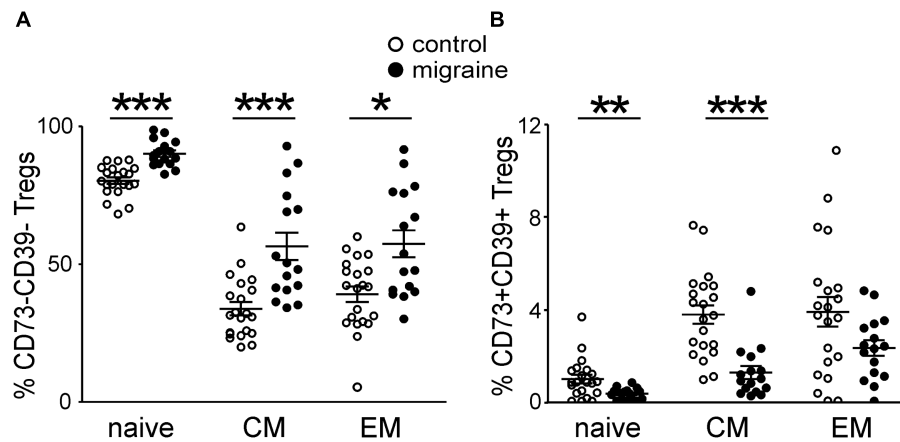 A
B
control
migraine
*** *** *
** ***
% CD73-CD39- Tregs
100
50
0
naive CM EM
% CD73+CD39+ Tregs
12
8
4
0
naive CM EM